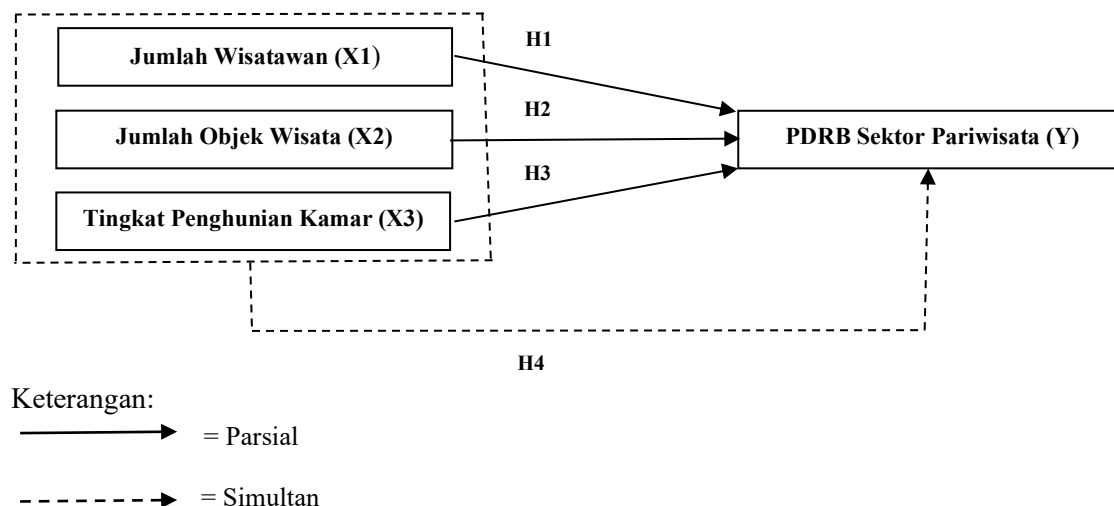 H1
Jumlah Wisatawan (X1)
H2
Jumlah Objek Wisata (X2)
PDRB Sektor Pariwisata (Y)
H3
Tingkat Penghunian Kamar (X3)
H4
Keterangan:
= Parsial
= Simultan